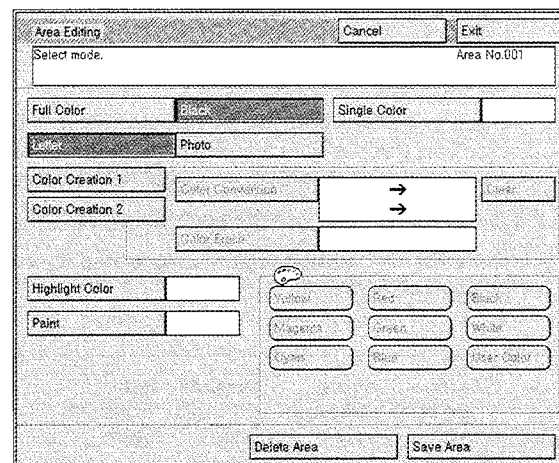 Area Editing Cancel Exit
Select mode. Area No.001
Full Color Black Single Color
Letter Photo
Color Creation 1
Color Conversion → Clear
Color Creation 2 →
Color Erase
Highlight Color
Yellow Red Black
Paint
Magenta Green White
Cyan Blue User Color
Delete Area Save Area